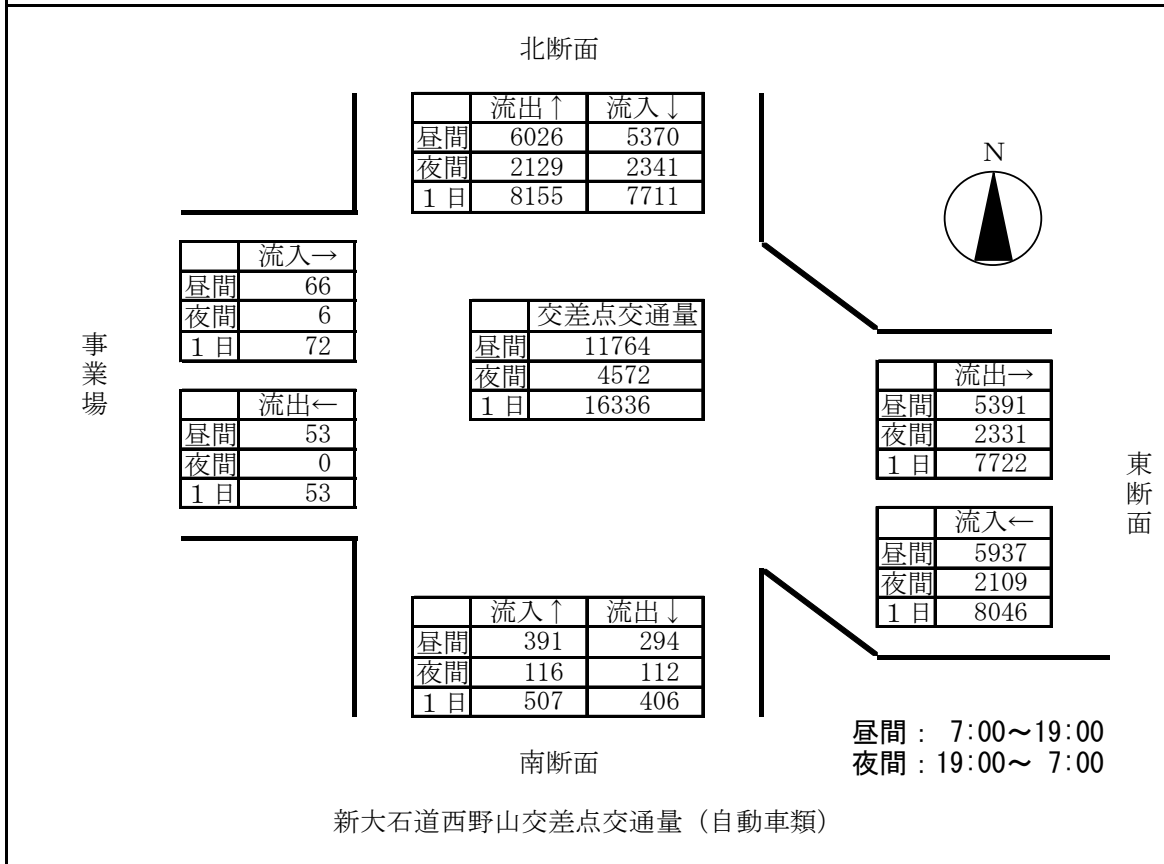 北断面
流出↑ 流入↓
昼間 6026 5370
夜間 2129 2341
１日 8155 7711
N
流入→
昼間 66
夜間 6
１日 72
事業場
流出←
昼間 53
夜間 0
１日 53
交差点交通量
昼間 11764
夜間 4572
１日 16336
流出→
昼間 5391
夜間 2331
１日 7722
東断面
流入←
昼間 5937
夜間 2109
１日 8046
流入↑ 流出↓
昼間 391 294
夜間 116 112
１日 507 406
南断面
昼間： 7:00～19:00
夜間：19:00～ 7:00
新大石道西野山交差点交通量（自動車類）